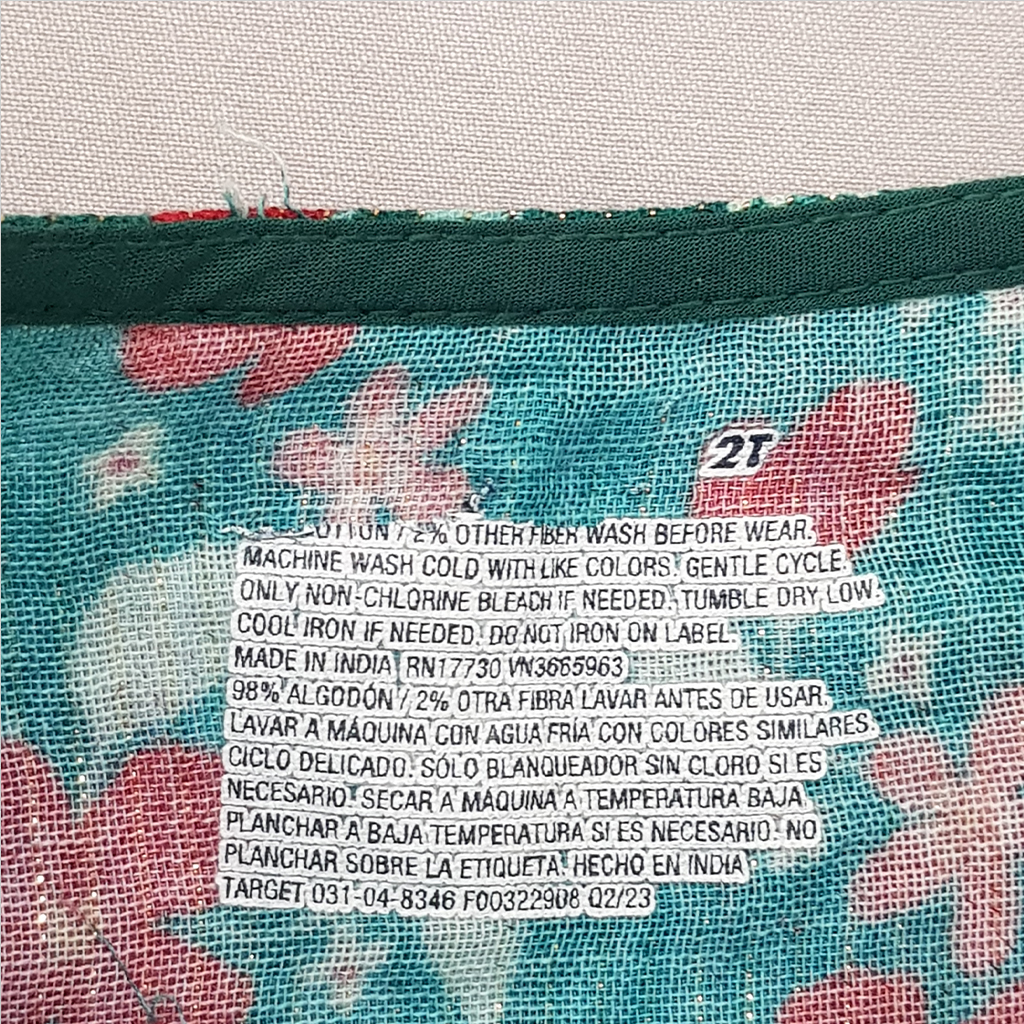 2T
COTTON / 2% OTHER FIBER WASH BEFORE WEAR.
MACHINE WASH COLD WITH LIKE COLORS. GENTLE CYCLE.
ONLY NON-CHLORINE BLEACH IF NEEDED. TUMBLE DRY LOW.
COOL IRON IF NEEDED. DO NOT IRON ON LABEL.
MADE IN INDIA RN17730 VN3665963
98% ALGODÓN / 2% OTRA FIBRA LAVAR ANTES DE USAR.
LAVAR A MÁQUINA CON AGUA FRÍA CON COLORES SIMILARES.
CICLO DELICADO. SÓLO BLANQUEADOR SIN CLORO SI ES
NECESARIO. SECAR A MÁQUINA A TEMPERATURA BAJA.
PLANCHAR A BAJA TEMPERATURA SI ES NECESARIO. NO
PLANCHAR SOBRE LA ETIQUETA. HECHO EN INDIA
TARGET 031-04-8346 F00322908 Q2/23